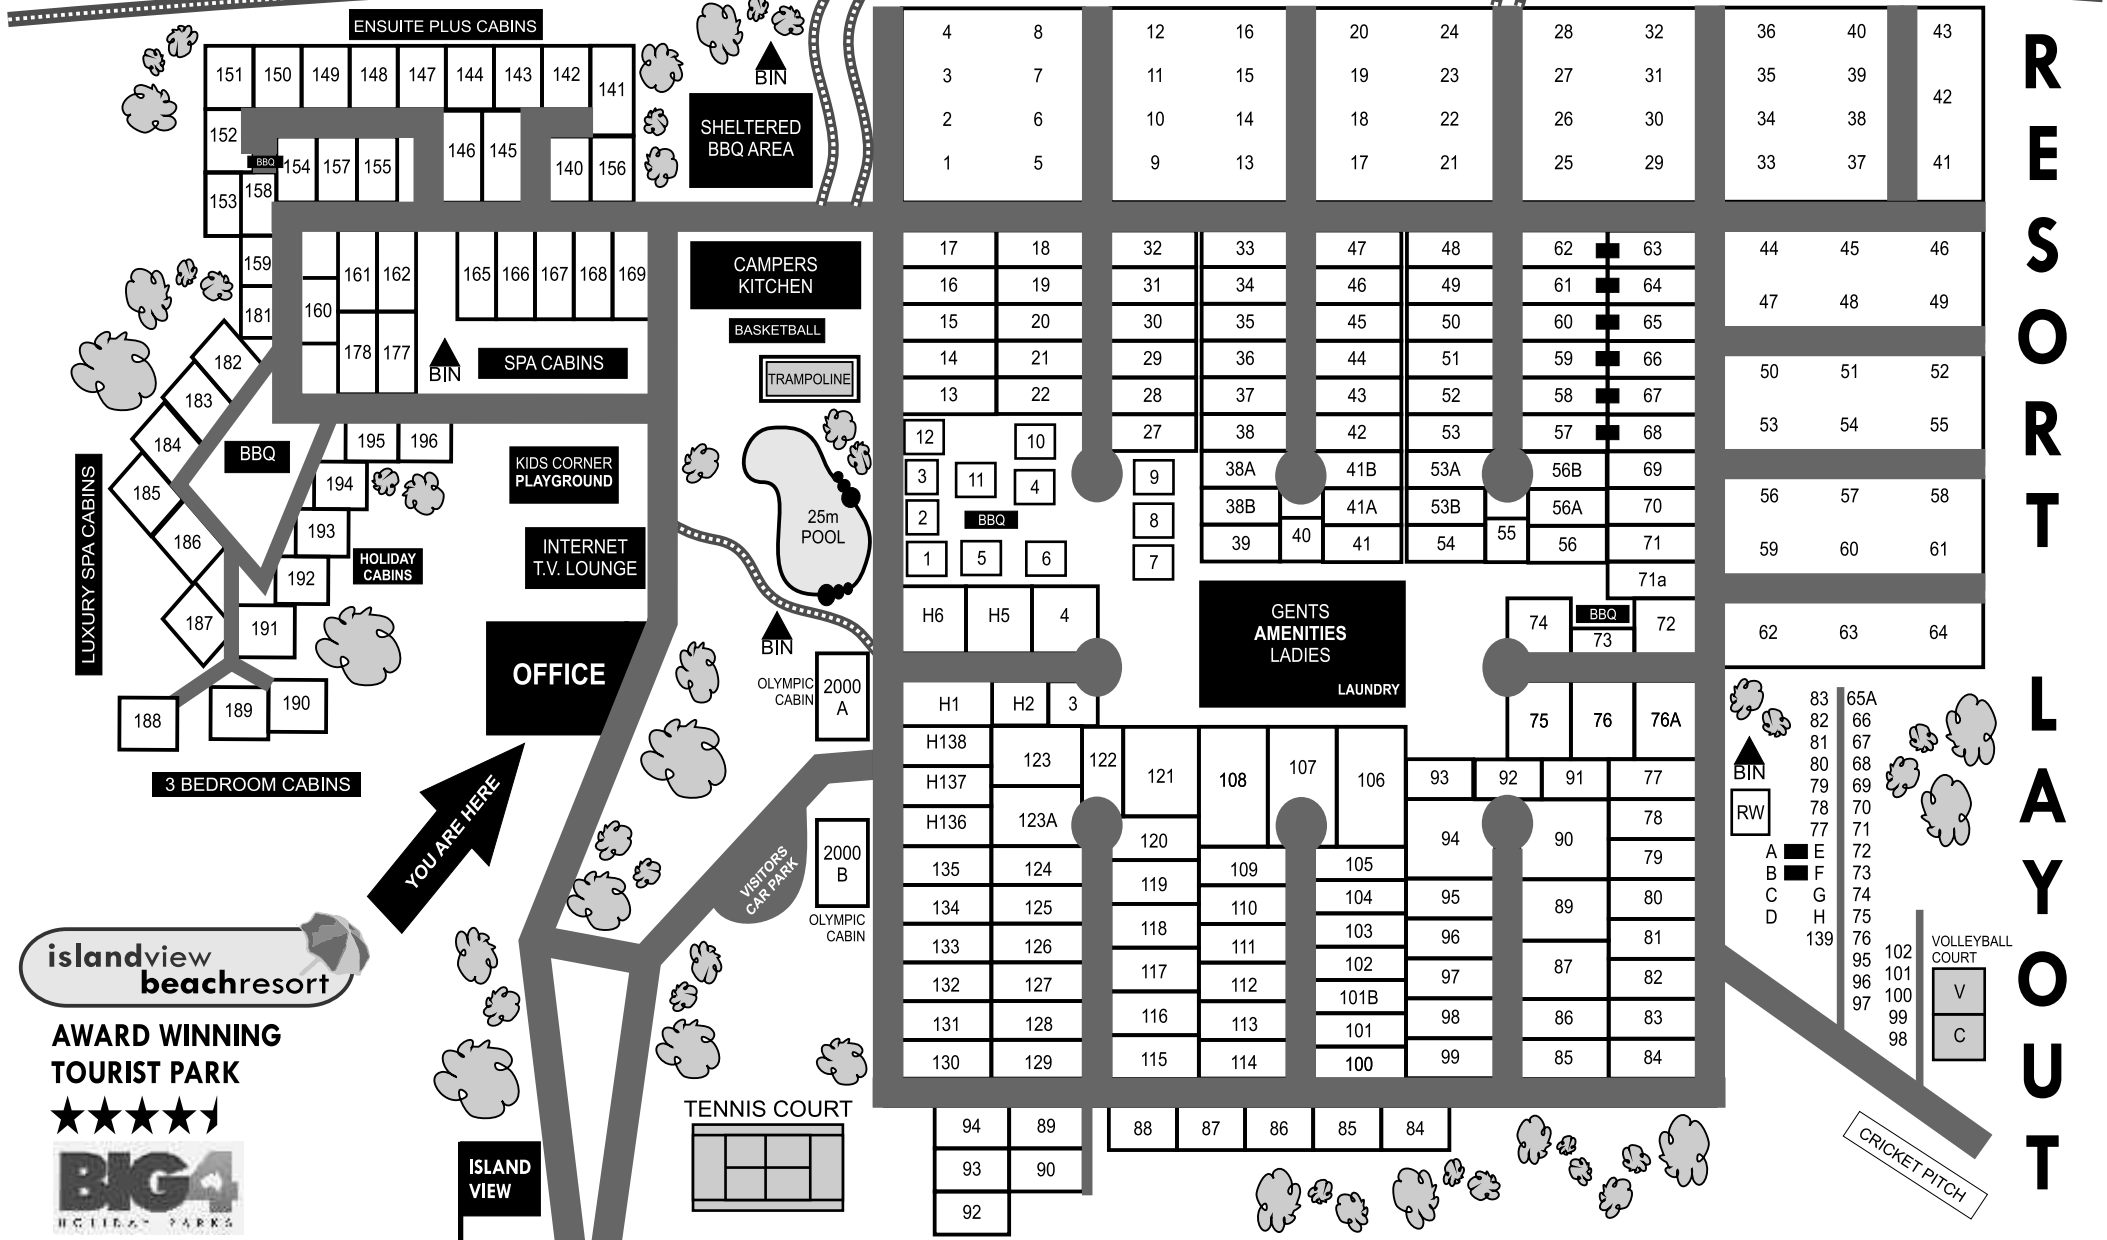 RESORT LAYOUT
ENSUITE PLUS CABINS
151 150 149 148 147 144 143 142 141
152
BBQ 154 157 155 146 145 140 156
153 158
159
181
160 161 162 165 166 167 168 169
178 177
BIN
SPA CABINS
BIN
SHELTERED
BBQ AREA
CAMPERS
KITCHEN
BASKETBALL
TRAMPOLINE
182
183
184
185
186
187
188
189
190
191
192
193
194
195 196
BBQ
LUXURY SPA CABINS
HOLIDAY
CABINS
3 BEDROOM CABINS
KIDS CORNER
PLAYGROUND
INTERNET
T.V. LOUNGE
OFFICE
YOU ARE HERE
25m
POOL
BIN
OLYMPIC
CABIN
2000
A
2000
B
OLYMPIC
CABIN
VISITORS
CAR PARK
TENNIS COURT
ISLAND
VIEW
islandview
beachresort
AWARD WINNING
TOURIST PARK
BIG4
HOLIDAY PARKS
4 8 12 16 20 24 28 32 36 40 43
3 7 11 15 19 23 27 31 35 39
42
2 6 10 14 18 22 26 30 34 38
1 5 9 13 17 21 25 29 33 37 41
17 18 32 33 47 48 62 63 44 45 46
16 19 31 34 46 49 61 64
47 48 49
15 20 30 35 45 50 60 65
14 21 29 36 44 51 59 66 50 51 52
13 22 28 37 43 52 58 67
12 10 27 38 42 53 57 68 53 54 55
3 11 4 9 38A 41B 53A 56B 69
2 BBQ 8 38B 41A 53B 56A 70 56 57 58
1 5 6 7 39 40 41 54 55 56 71 59 60 61
71a
H6 H5 4
GENTS
AMENITIES
LADIES
LAUNDRY
74 BBQ 73 72 62 63 64
H1 H2 3 75 76 76A
H138 123 122 121 108 107 106 93 92 91 77
H137
H136 123A 120 94 90 78
79
135 124 119 109 105 95 89 80
134 125 118 110 104 96 81
133 126 117 111 103 97 87 82
132 127 116 112 102 98 86 83
131 128 115 113 101B 99 85 84
130 129 114 101
100
94 89 88 87 86 85 84
93 90
92
BIN
RW
83 65A
82 66
81 67
80 68
79 69
78 70
77 71
A E 72
B F 73
C G 74
D H 75
139 76
95
96
97
102
101
100
99
98
VOLLEYBALL
COURT
V
C
CRICKET PITCH